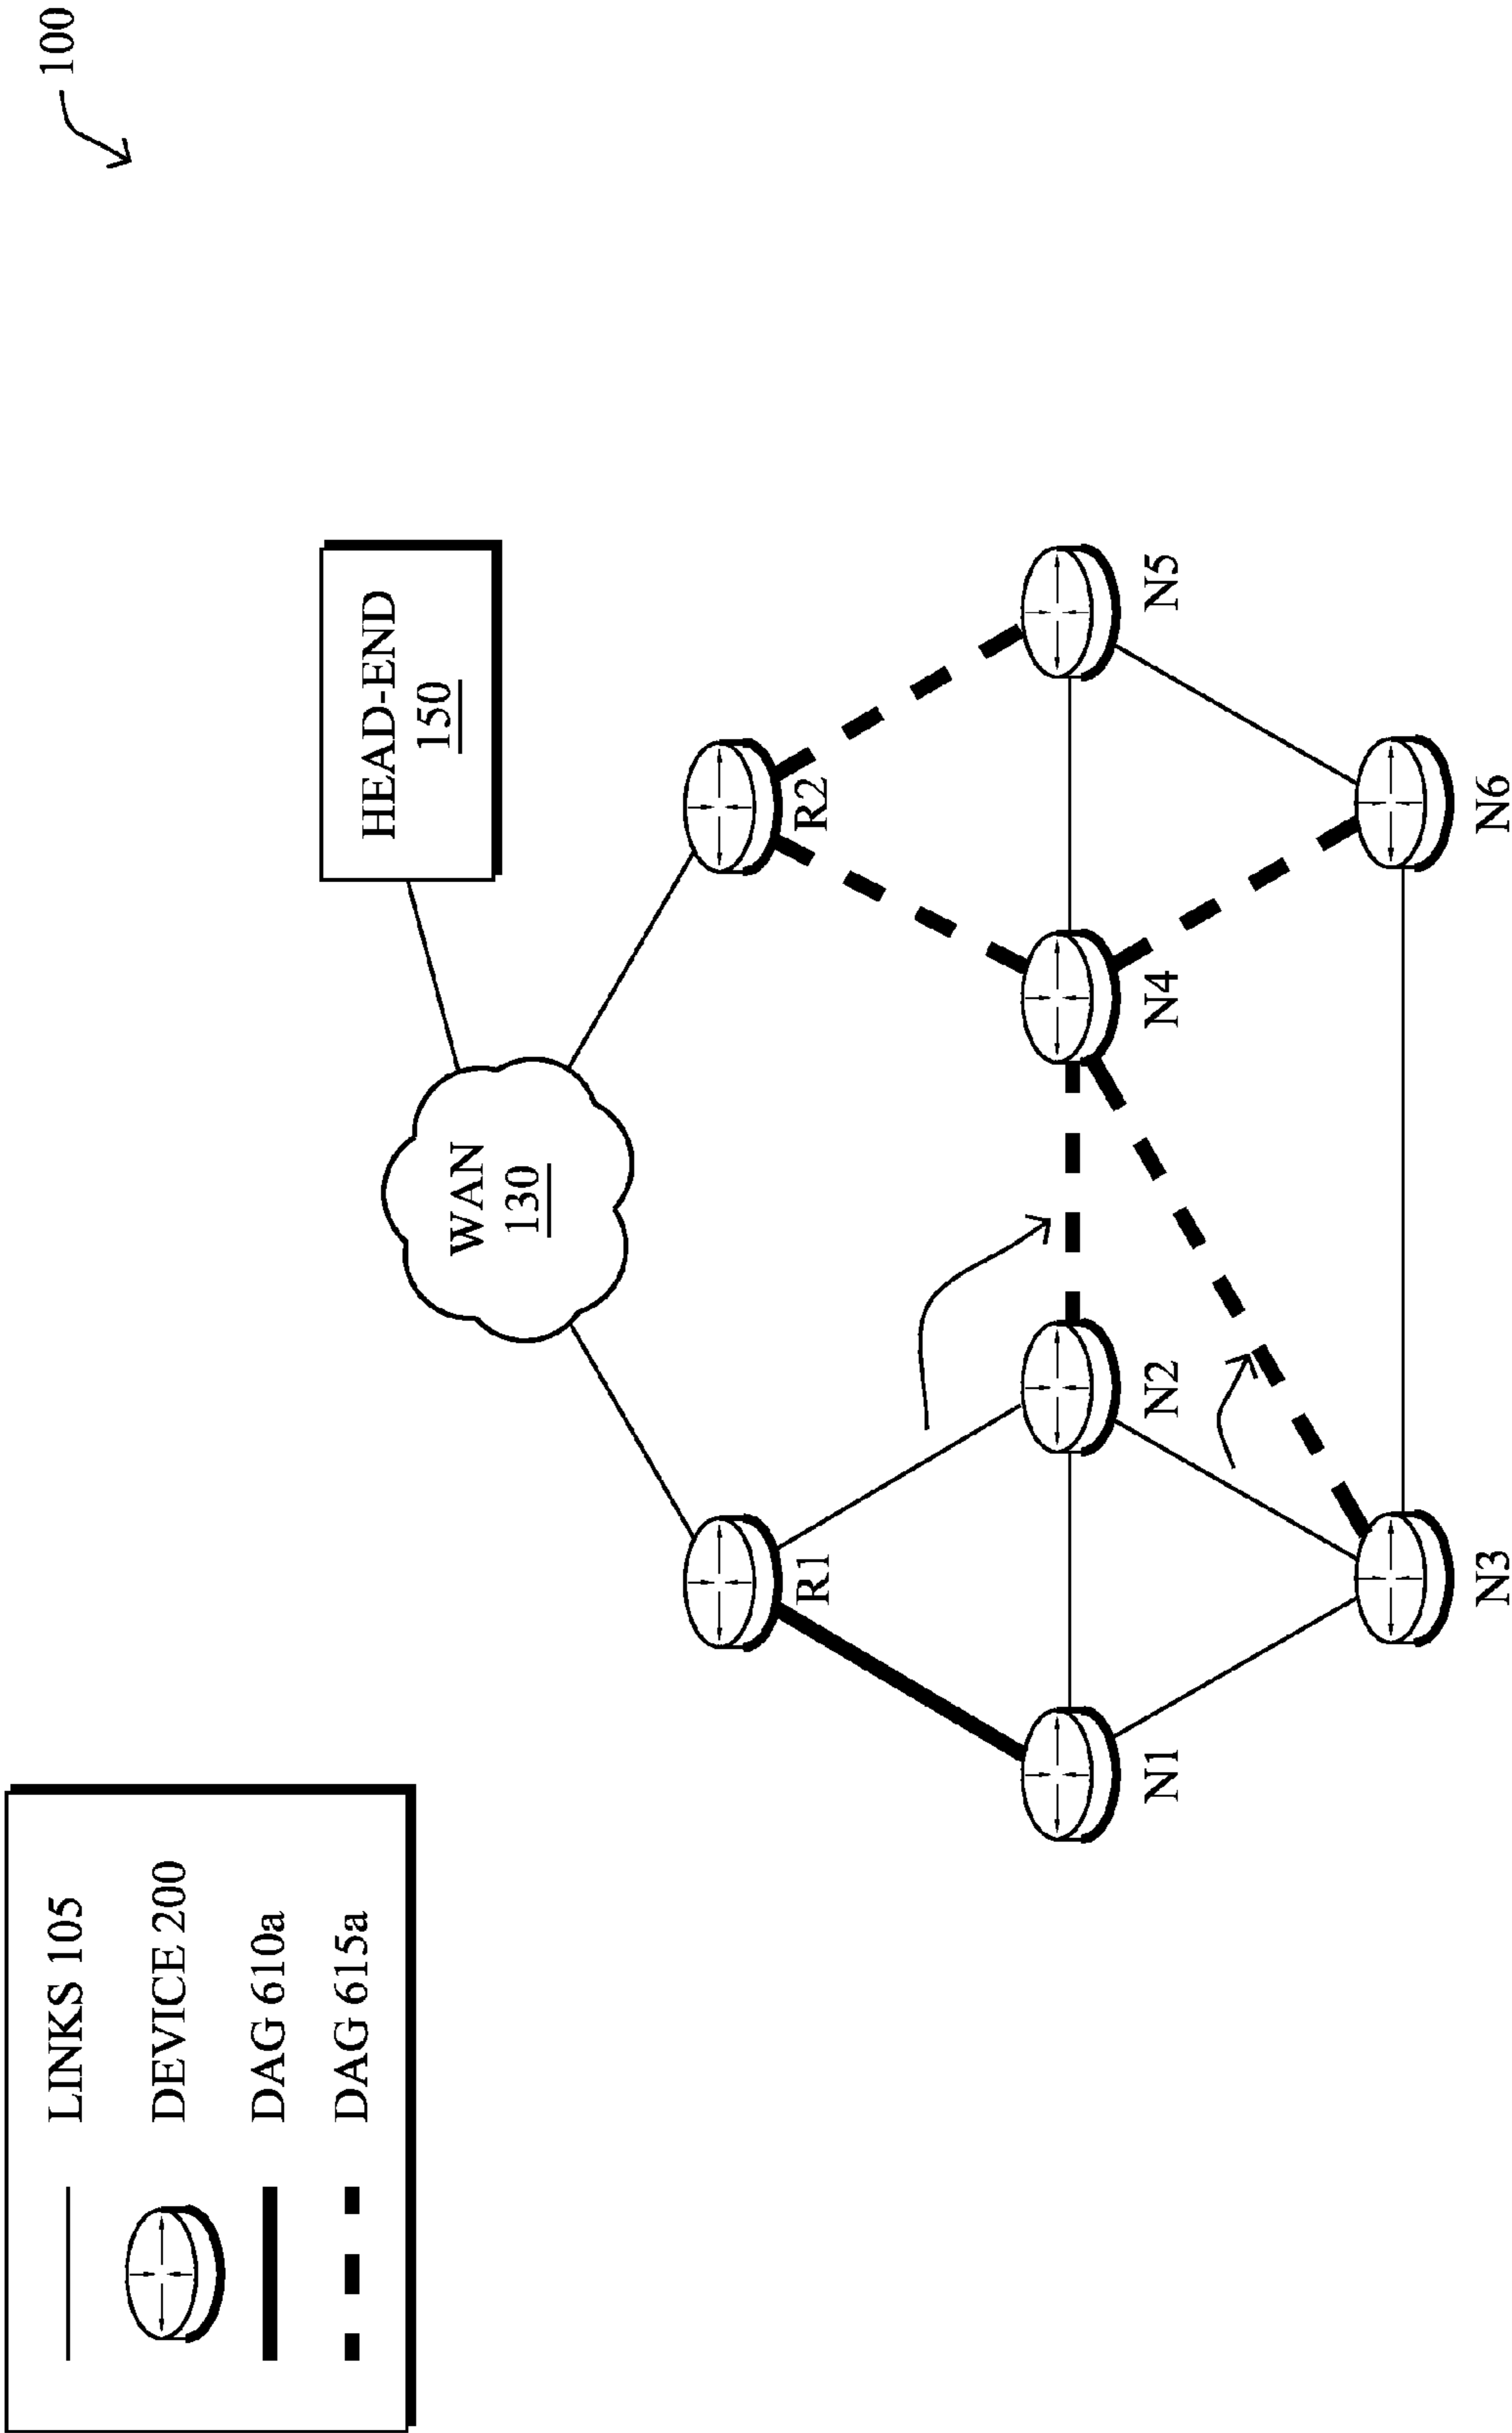 100
LINKS 105
DEVICE 200
DAG 610a
DAG 615a
HEAD-END
150
WAN
130
R1
R2
N1
N2
N4
N5
N3
N6